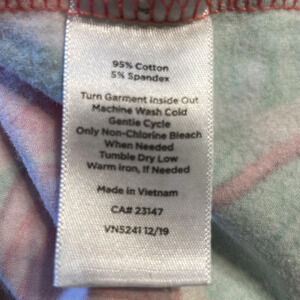 95% Cotton
5% Spandex
Turn Garment Inside Out
Machine Wash Cold
Gentle Cycle
Only Non-Chlorine Bleach
When Needed
Tumble Dry Low
Warm Iron, If Needed
Made in Vietnam
CA# 23147
VN5241 12/19